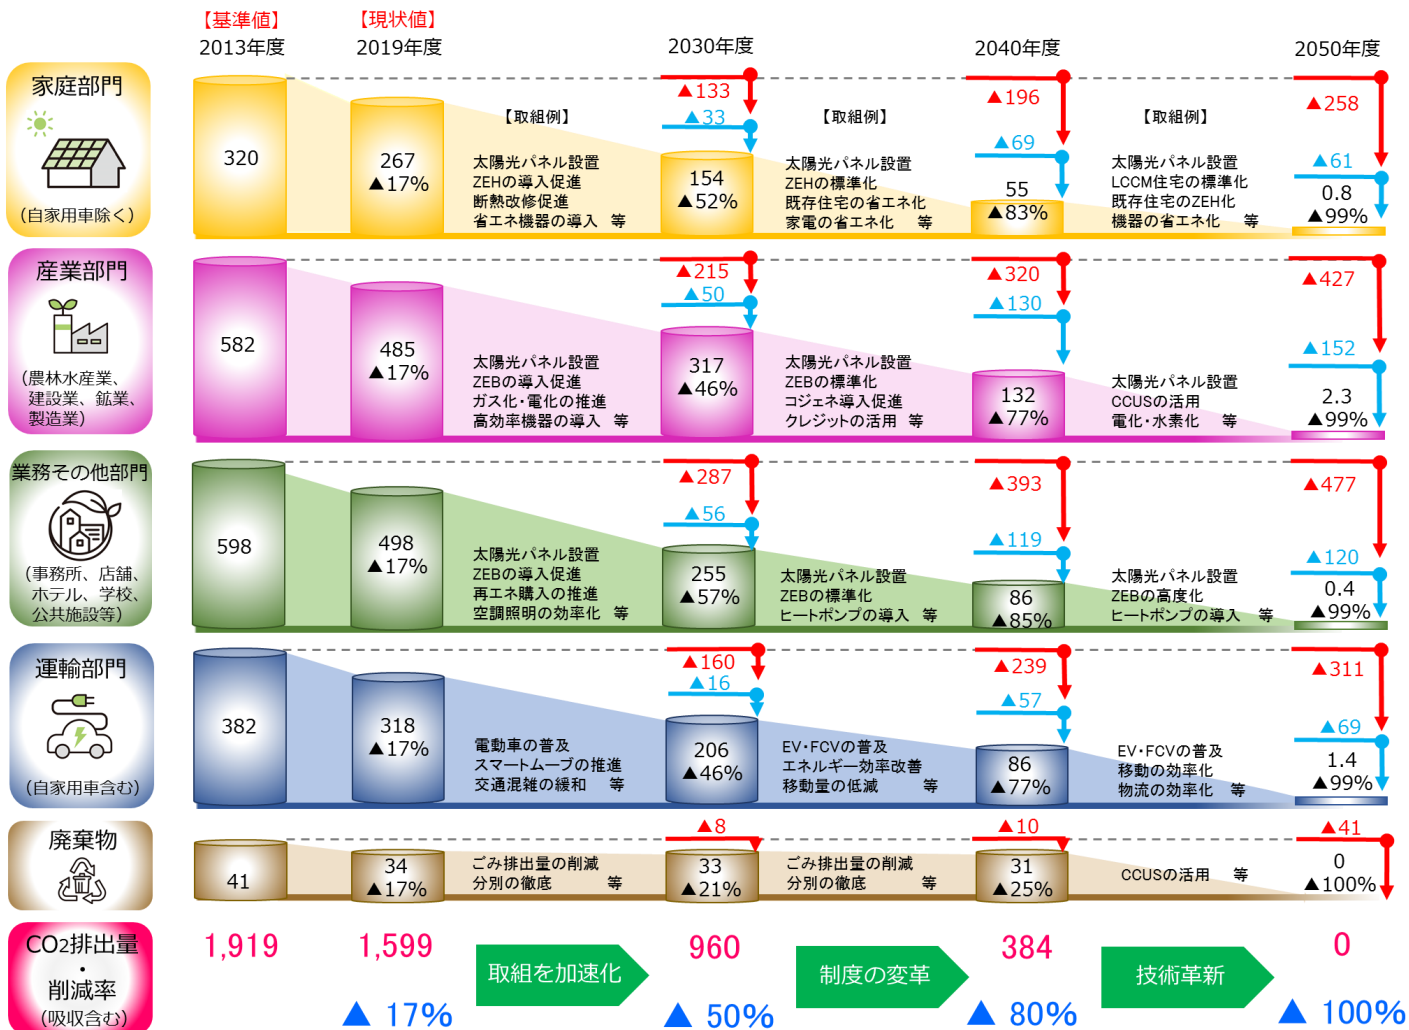 【基準値】
2013年度
【現状値】
2019年度
2030年度
2040年度
2050年度
家庭部門
(自家用車除く)
320
267
▲17%
【取組例】
太陽光パネル設置
ZEHの導入促進
断熱改修促進
省エネ機器の導入 等
▲133
▲33
154
▲52%
【取組例】
太陽光パネル設置
ZEHの標準化
既存住宅の省エネ化
家電の省エネ化 等
▲196
▲69
55
▲83%
【取組例】
太陽光パネル設置
LCCM住宅の標準化
既存住宅のZEH化
機器の省エネ化 等
▲258
▲61
0.8
▲99%
産業部門
(農林水産業、
建設業、鉱業、
製造業)
582
485
▲17%
太陽光パネル設置
ZEBの導入促進
ガス化・電化の推進
高効率機器の導入 等
▲215
▲50
317
▲46%
太陽光パネル設置
ZEBの標準化
コジェネ導入促進
クレジットの活用 等
▲320
▲130
132
▲77%
太陽光パネル設置
CCUSの活用
電化・水素化 等
▲427
▲152
2.3
▲99%
業務その他部門
(事務所、店舗、
ホテル、学校、
公共施設等)
598
498
▲17%
太陽光パネル設置
ZEBの導入促進
再エネ購入の推進
空調照明の効率化 等
▲287
▲56
255
▲57%
太陽光パネル設置
ZEBの標準化
ヒートポンプの導入 等
▲393
▲119
86
▲85%
太陽光パネル設置
ZEBの高度化
ヒートポンプの導入 等
▲477
▲120
0.4
▲99%
運輸部門
(自家用車含む)
382
318
▲17%
電動車の普及
スマートムーブの推進
交通混雑の緩和 等
▲160
▲16
206
▲46%
EV・FCVの普及
エネルギー効率改善
移動量の低減 等
▲239
▲57
86
▲77%
EV・FCVの普及
移動の効率化
物流の効率化 等
▲311
▲69
1.4
▲99%
廃棄物
41
34
▲17%
ごみ排出量の削減
分別の徹底 等
▲8
33
▲21%
ごみ排出量の削減
分別の徹底 等
▲10
31
▲25%
CCUSの活用 等
▲41
0
▲100%
CO2排出量
・
削減率
(吸収含む)
1,919
1,599
▲17%
取組を加速化
960
▲50%
制度の変革
384
▲80%
技術革新
0
▲100%